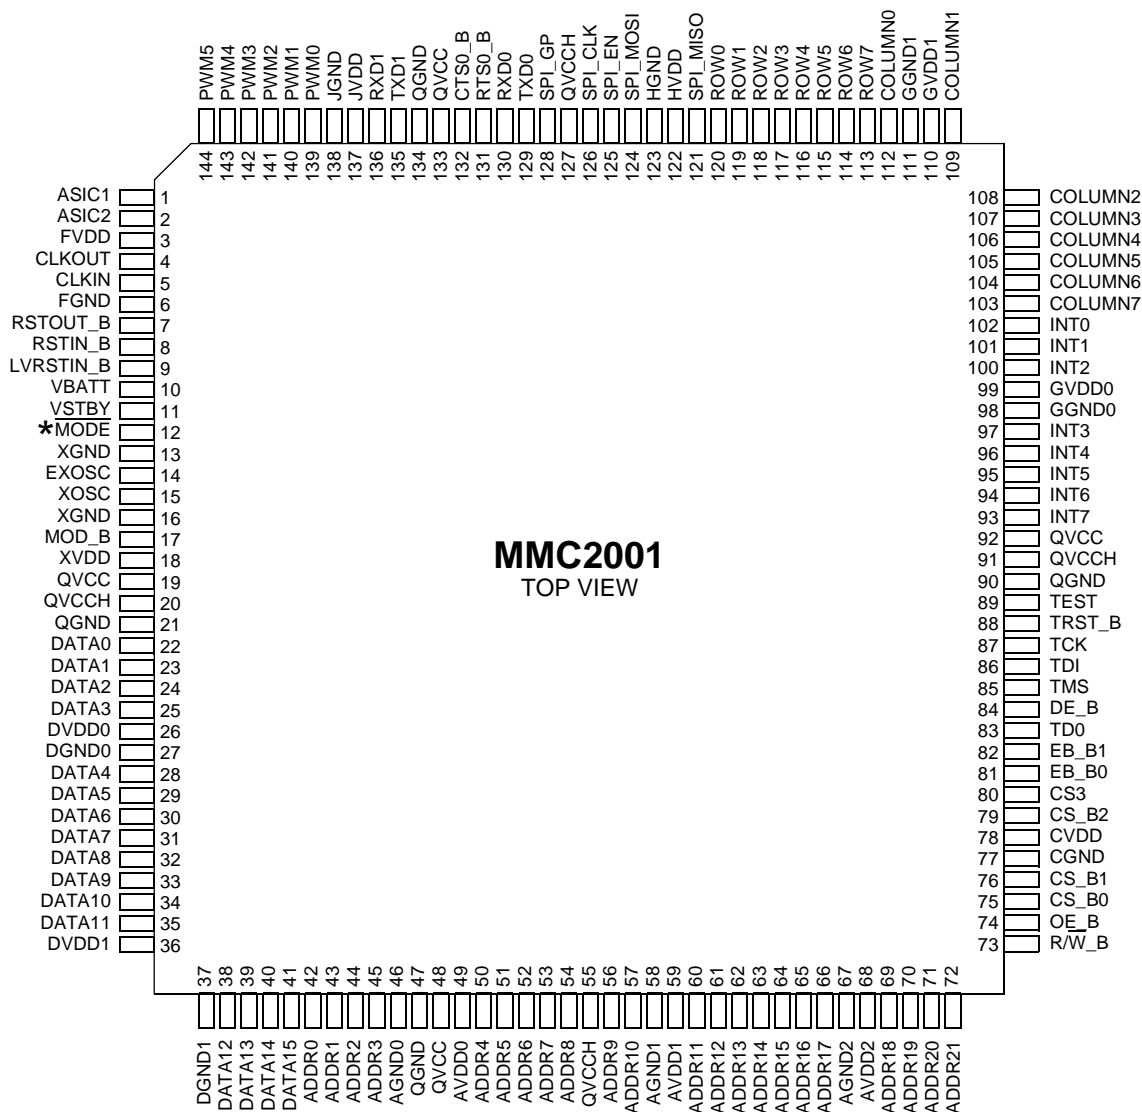 PWM5
PWM4
PWM3
PWM2
PWM1
PWM0
JGND
JVDD
RXD1
TXD1
QGND
QVCC
CTS0_B
RTS0_B
RXD0
TXD0
SPI_GP
QVCCH
SPI_CLK
SPI_EN
SPI_MOSI
HGND
HVDD
SPI_MISO
ROW0
ROW1
ROW2
ROW3
ROW4
ROW5
ROW6
ROW7
COLUMN0
GGND1
GVDD1
COLUMN1
144
143
142
141
140
139
138
137
136
135
134
133
132
131
130
129
128
127
126
125
124
123
122
121
120
119
118
117
116
115
114
113
112
111
110
109
ASIC1 1
ASIC2 2
FVDD 3
CLKOUT 4
CLKIN 5
FGND 6
RSTOUT_B 7
RSTIN_B 8
LVRSTIN_B 9
VBATT 10
VSTBY 11
*MODE 12
XGND 13
EXOSC 14
XOSC 15
XGND 16
MOD_B 17
XVDD 18
QVCC 19
QVCCH 20
QGND 21
DATA0 22
DATA1 23
DATA2 24
DATA3 25
DVDD0 26
DGND0 27
DATA4 28
DATA5 29
DATA6 30
DATA7 31
DATA8 32
DATA9 33
DATA10 34
DATA11 35
DVDD1 36
MMC2001
TOP VIEW
108 COLUMN2
107 COLUMN3
106 COLUMN4
105 COLUMN5
104 COLUMN6
103 COLUMN7
102 INT0
101 INT1
100 INT2
99 GVDD0
98 GGND0
97 INT3
96 INT4
95 INT5
94 INT6
93 INT7
92 QVCC
91 QVCCH
90 QGND
89 TEST
88 TRST_B
87 TCK
86 TDI
85 TMS
84 DE_B
83 TD0
82 EB_B1
81 EB_B0
80 CS3
79 CS_B2
78 CVDD
77 CGND
76 CS_B1
75 CS_B0
74 OE_B
73 R/W_B
37
38
39
40
41
42
43
44
45
46
47
48
49
50
51
52
53
54
55
56
57
58
59
60
61
62
63
64
65
66
67
68
69
70
71
72
DGND1
DATA12
DATA13
DATA14
DATA15
ADDR0
ADDR1
ADDR2
ADDR3
AGND0
QGND
QVCC
AVDD0
ADDR4
ADDR5
ADDR6
ADDR7
ADDR8
QVCCH
ADDR9
ADDR10
AGND1
AVDD1
ADDR11
ADDR12
ADDR13
ADDR14
ADDR15
ADDR16
ADDR17
AGND2
AVDD2
ADDR18
ADDR19
ADDR20
ADDR21